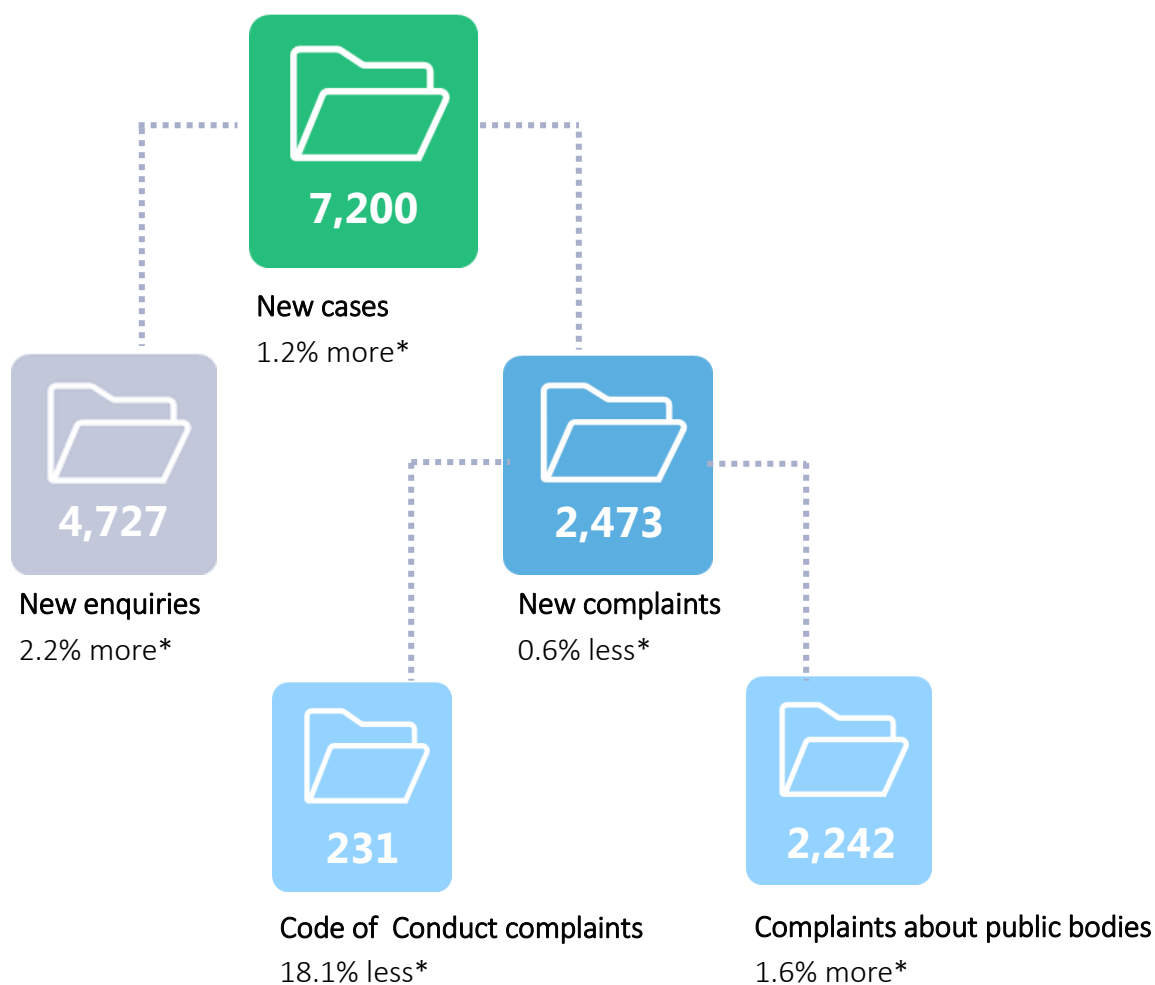 7,200
New cases
1.2% more*
4,727
New enquiries
2.2% more*
2,473
New complaints
0.6% less*
231
Code of  Conduct complaints
18.1% less*
2,242
Complaints about public bodies
1.6% more*